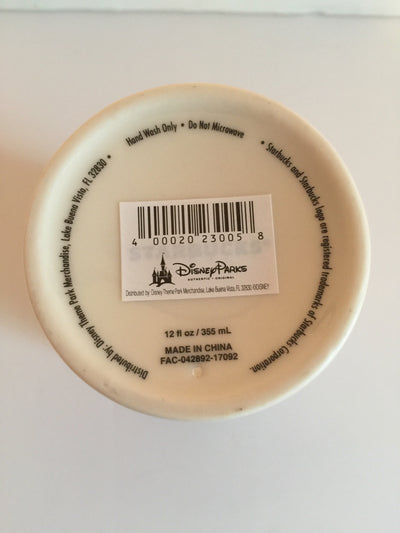 Hand Wash Only • Do Not Microwave
• Starbucks and Starbucks logo are registered trademarks of Starbucks Corporation.
Distributed by: Disney Theme Park Merchandise, Lake Buena Vista, FL 32830 •
4 00020 23005 8
Disney Parks
AUTHENTIC • ORIGINAL
Distributed by: Disney Theme Park Merchandise, Lake Buena Vista, FL 32830 ©DISNEY
12 fl oz / 355 mL
MADE IN CHINA
FAC-042892-17092